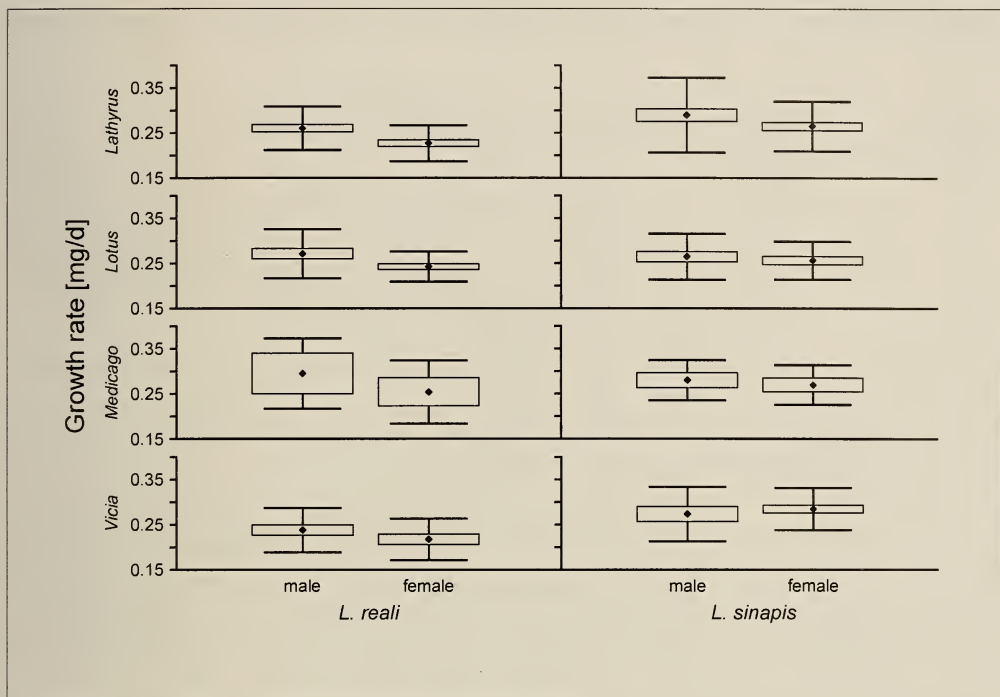 Growth rate [mg/d]
Lathyrus
0.35
0.25
0.15
Lotus
0.35
0.25
0.15
Medicago
0.35
0.25
0.15
Vicia
0.35
0.25
0.15
male female male female
L. reali L. sinapis